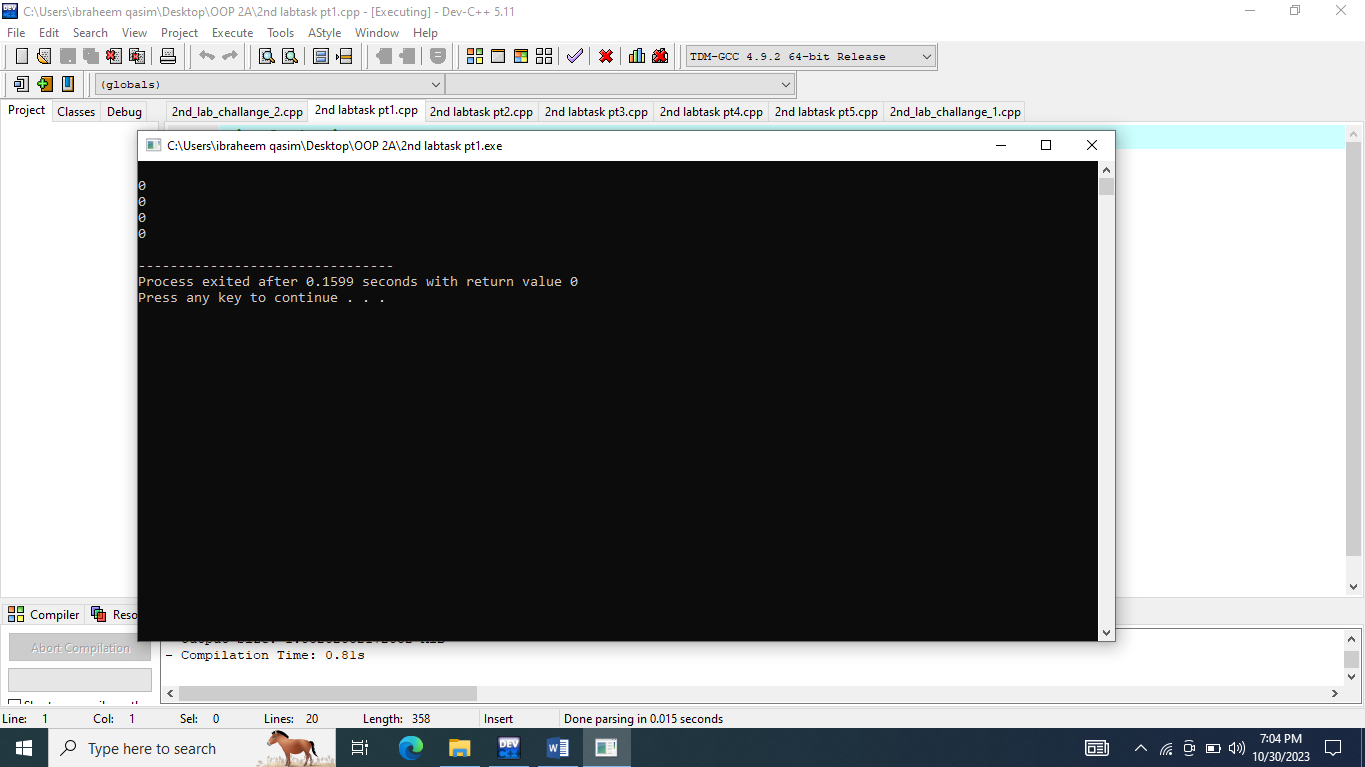 C:\Users\ibraheem qasim\Desktop\OOP 2A\2nd labtask pt1.cpp - [Executing] - Dev-C++ 5.11
File Edit Search View Project Execute Tools AStyle Window Help
TDM-GCC 4.9.2 64-bit Release
(globals)
Project Classes Debug 2nd_lab_challange_2.cpp 2nd labtask pt1.cpp 2nd labtask pt2.cpp 2nd labtask pt3.cpp 2nd labtask pt4.cpp 2nd labtask pt5.cpp 2nd_lab_challange_1.cpp
C:\Users\ibraheem qasim\Desktop\OOP 2A\2nd labtask pt1.exe
0
0
0
0
--------------------------------
Process exited after 0.1599 seconds with return value 0
Press any key to continue . . .
Compiler Reso
Abort Compilation
- Compilation Time: 0.81s
Line: 1 Col: 1 Sel: 0 Lines: 20 Length: 358 Insert Done parsing in 0.015 seconds
DEV
Type here to search
7:04 PM
10/30/2023